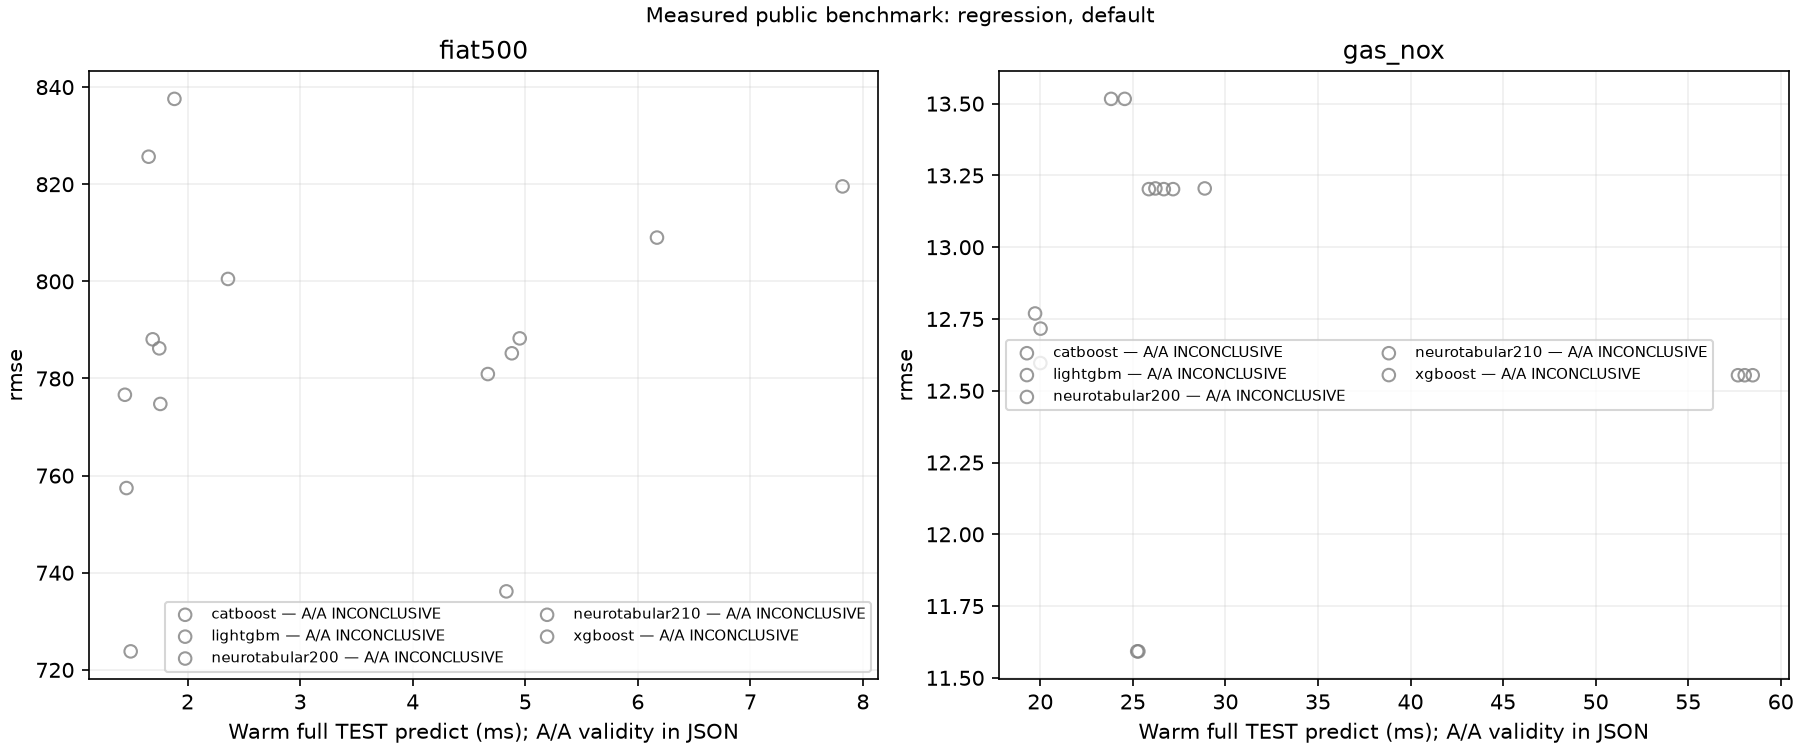 Measured public benchmark: regression, default
fiat500
rmse
840
820
800
780
760
740
720
catboost — A/A INCONCLUSIVE
lightgbm — A/A INCONCLUSIVE
neurotabular200 — A/A INCONCLUSIVE
neurotabular210 — A/A INCONCLUSIVE
xgboost — A/A INCONCLUSIVE
2 3 4 5 6 7 8
Warm full TEST predict (ms); A/A validity in JSON
gas_nox
rmse
13.50
13.25
13.00
12.75
12.50
12.25
12.00
11.75
11.50
catboost — A/A INCONCLUSIVE
lightgbm — A/A INCONCLUSIVE
neurotabular200 — A/A INCONCLUSIVE
neurotabular210 — A/A INCONCLUSIVE
xgboost — A/A INCONCLUSIVE
20 25 30 35 40 45 50 55 60
Warm full TEST predict (ms); A/A validity in JSON